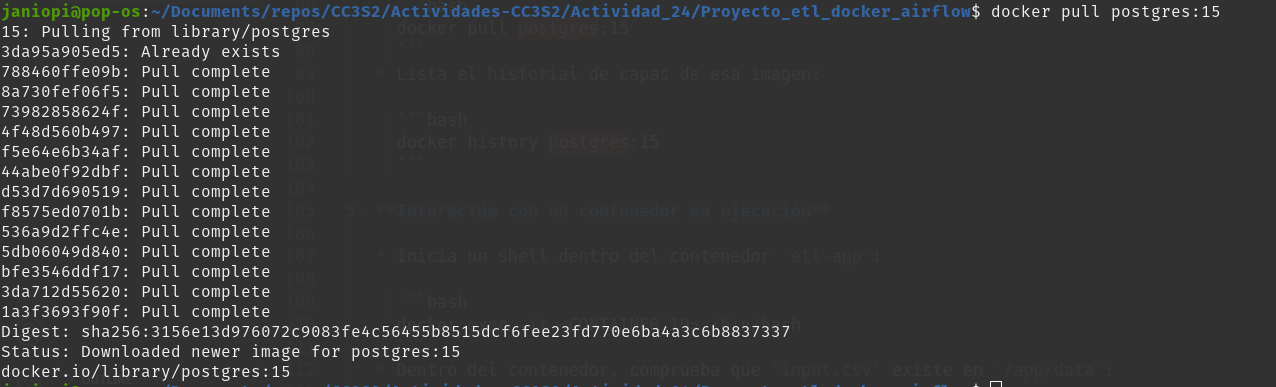 janiopi@pop-os:~/Documents/repos/CC3S2/Actividades-CC3S2/Actividad_24/Proyecto_etl_docker_airflow$ docker pull postgres:15
15: Pulling from library/postgres
docker pull postgres:15
3da95a905ed5: Already exists
788460ffe09b: Pull complete
* Lista el historial de capas de esa imagen:
8a730fef06f5: Pull complete
73982858624f: Pull complete
```bash
4f48d560b497: Pull complete
docker history postgres:15
f5e64e6b34af: Pull complete
```
44abe0f92dbf: Pull complete
d53d7d690519: Pull complete
f8575ed0701b: Pull complete
5. **Interactúa con un contenedor en ejecución**
536a9d2ffc4e: Pull complete
5db06049d840: Pull complete
* Inicia un shell dentro del contenedor `etl-app`:
bfe3546ddf17: Pull complete
3da712d55620: Pull complete
```bash
1a3f3693f90f: Pull complete
Digest: sha256:3156e13d976072c9083fe4c56455b8515dcf6fee23fd770e6ba4a3c6b8837337
Status: Downloaded newer image for postgres:15
docker.io/library/postgres:15
* Dentro del contenedor, comprueba que `input.csv` existe en `/app/data`: